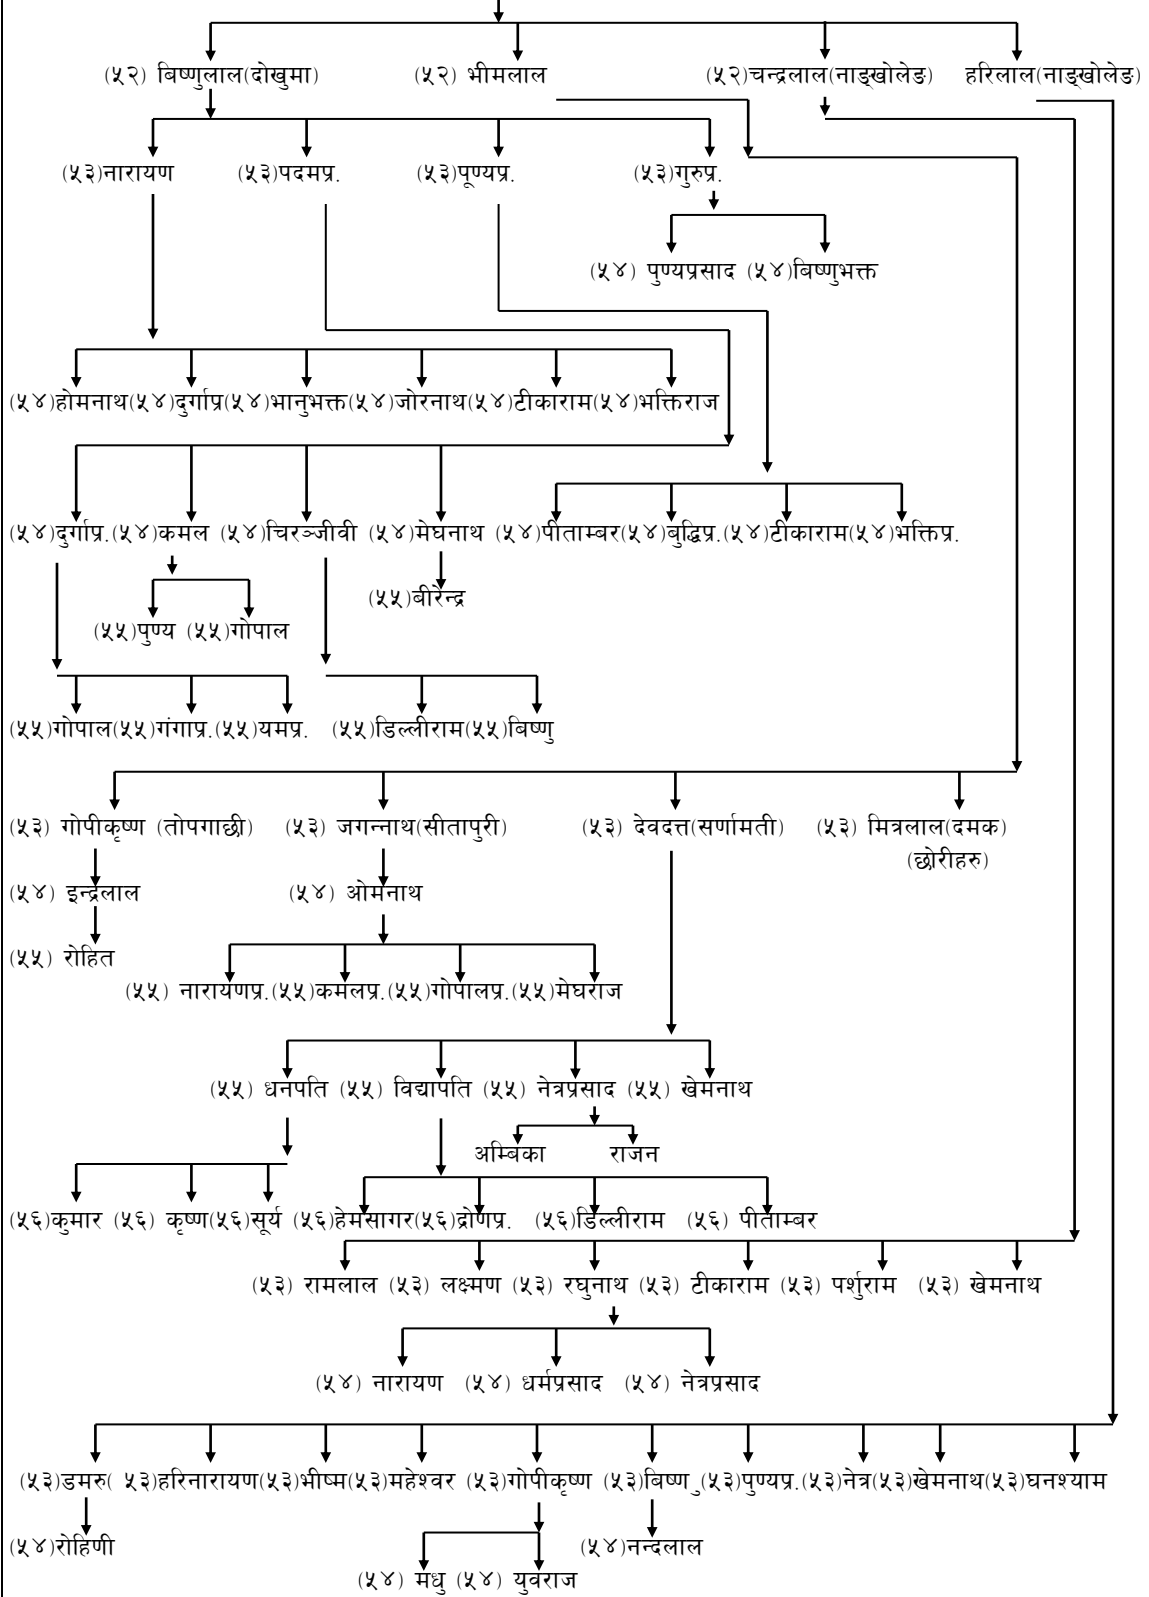 (५२) बिष्णुलाल(दोखुमा) (५२) भीमलाल (५२)चन्द्रलाल(नाङ्खोलेङ) हरिलाल(नाङ्खोलेङ)
(५३)नारायण (५३)पदमप्र. (५३)पूण्यप्र. (५३)गुरुप्र.
(५४) पुण्यप्रसाद (५४)बिष्णुभक्त
(५४)होमनाथ(५४)दुर्गाप्र(५४)भानुभक्त(५४)जोरनाथ(५४)टीकाराम(५४)भक्तिराज
(५४)दुर्गाप्र.(५४)कमल (५४)चिरञ्जीवी (५४)मेघनाथ (५४)पीताम्बर(५४)बुद्धिप्र.(५४)टीकाराम(५४)भक्तिप्र.
(५५)बीरेन्द्र
(५५)पुण्य (५५)गोपाल
(५५)गोपाल(५५)गंगाप्र.(५५)यमप्र. (५५)डिल्लीराम(५५)बिष्णु
(५३) गोपीकृष्ण (तोपगाछी) (५३) जगन्नाथ(सीतापुरी) (५३) देवदत्त(सर्णामती) (५३) मित्रलाल(दमक)
(छोरीहरु)
(५४) इन्द्रलाल (५४) ओमनाथ
(५५) रोहित
(५५) नारायणप्र.(५५)कमलप्र.(५५)गोपालप्र.(५५)मेघराज
(५५) धनपति (५५) विद्यापति (५५) नेत्रप्रसाद (५५) खेमनाथ
अम्बिका राजन
(५६)कुमार (५६) कृष्ण(५६)सूर्य (५६)हेमसागर(५६)द्रोणप्र. (५६)डिल्लीराम (५६) पीताम्बर
(५३) रामलाल (५३) लक्ष्मण (५३) रघुनाथ (५३) टीकाराम (५३) पर्शुराम (५३) खेमनाथ
(५४) नारायण (५४) धर्मप्रसाद (५४) नेत्रप्रसाद
(५३)डमरु( ५३)हरिनारायण(५३)भीष्म(५३)महेश्वर (५३)गोपीकृष्ण (५३)बिष्ण ु(५३)पुण्यप्र.(५३)नेत्र(५३)खेमनाथ(५३)घनश्याम
(५४)रोहिणी (५४)नन्दलाल
(५४) मधु (५४) युवराज